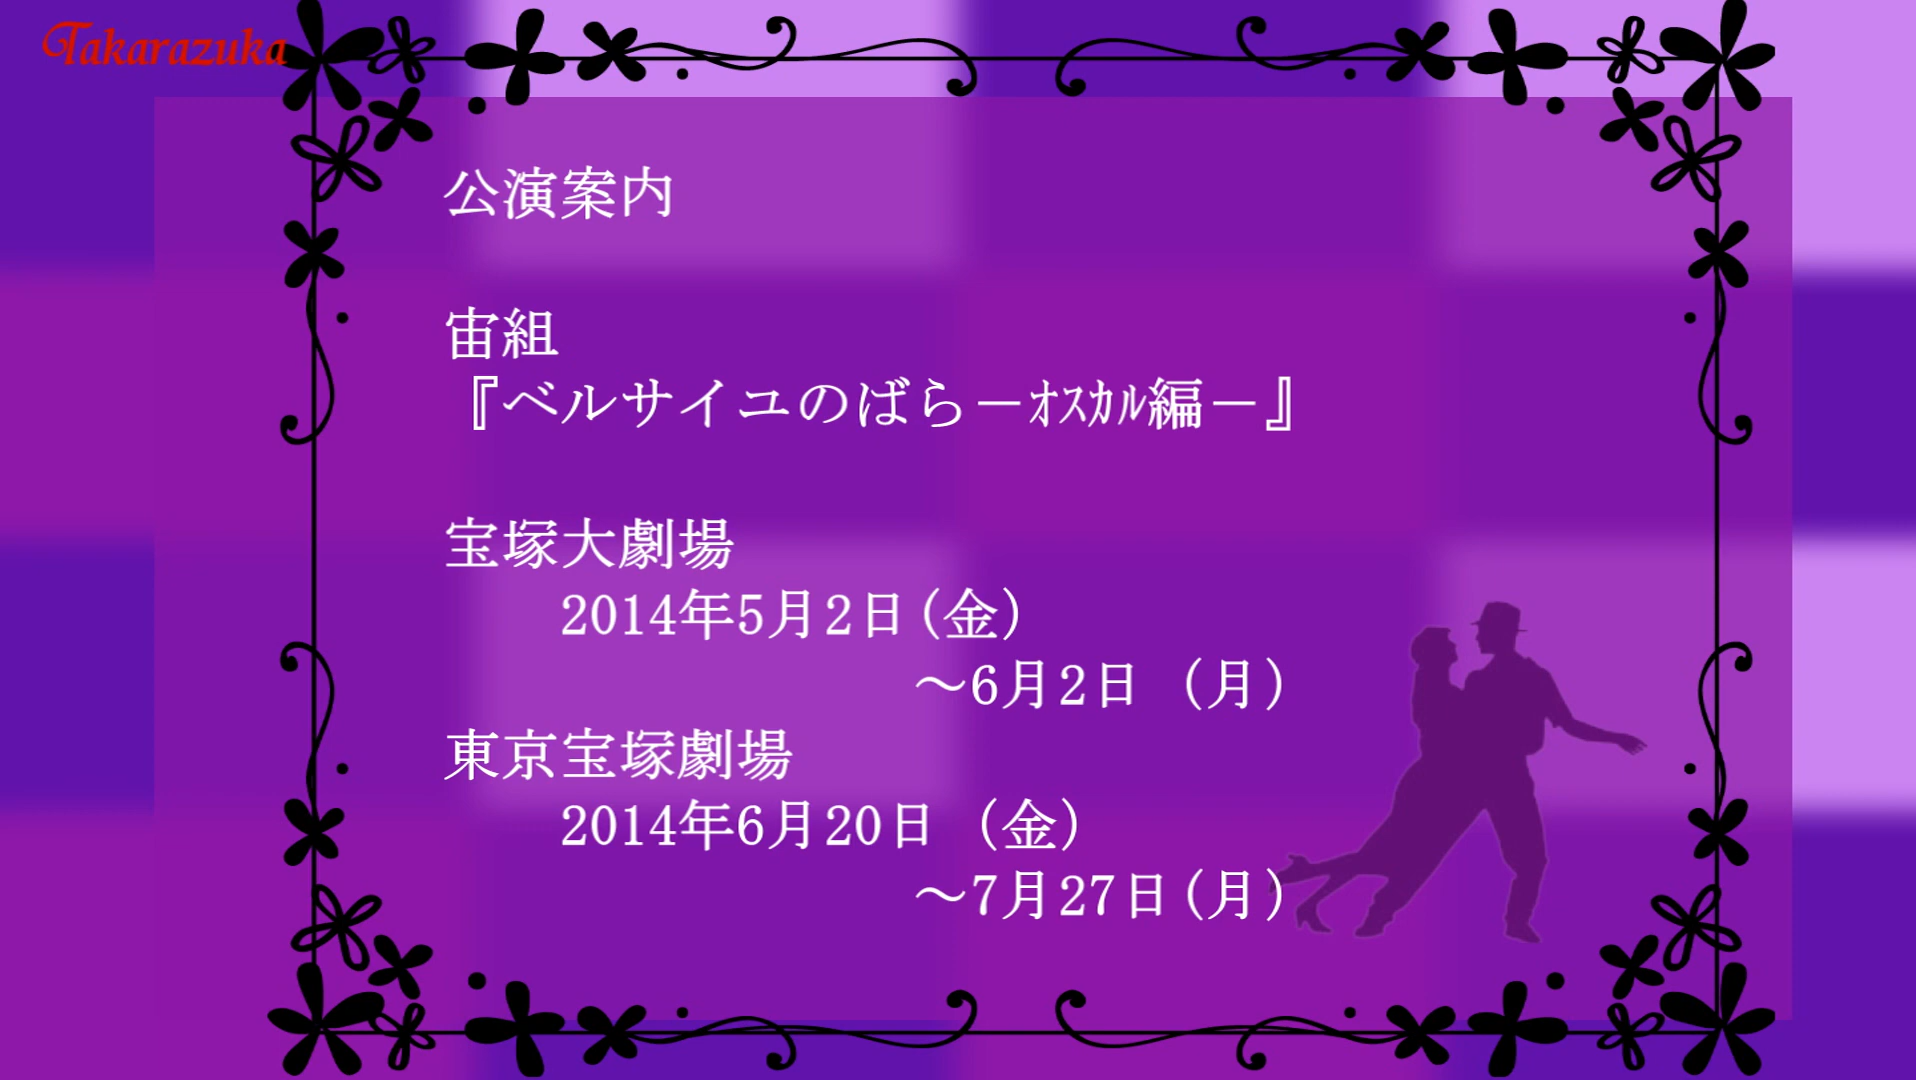 Takarazuka
公演案内
宙組
『ベルサイユのばら－ｵｽｶﾙ編－』
宝塚大劇場
2014年5月2日(金)
～6月2日（月）
東京宝塚劇場
2014年6月20日（金）
～7月27日(月)